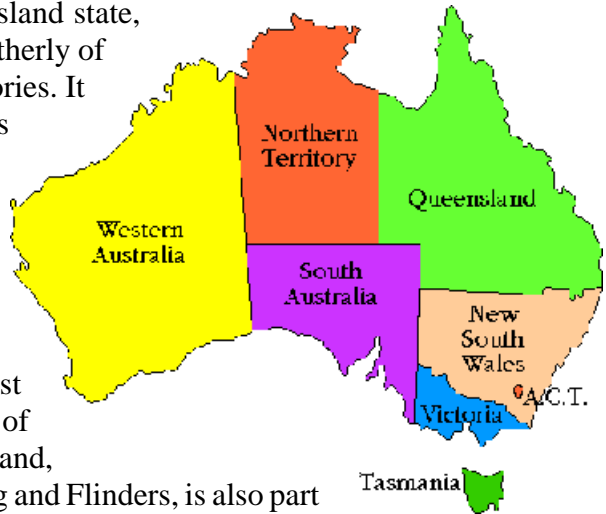 sland state,
therly of
ories. It
s
st
of
and,
g and Flinders, is also part
Northern
Territory
Queensland
Western
Australia
South
Australia
New
South
Wales
A.C.T.
Victoria
Tasmania